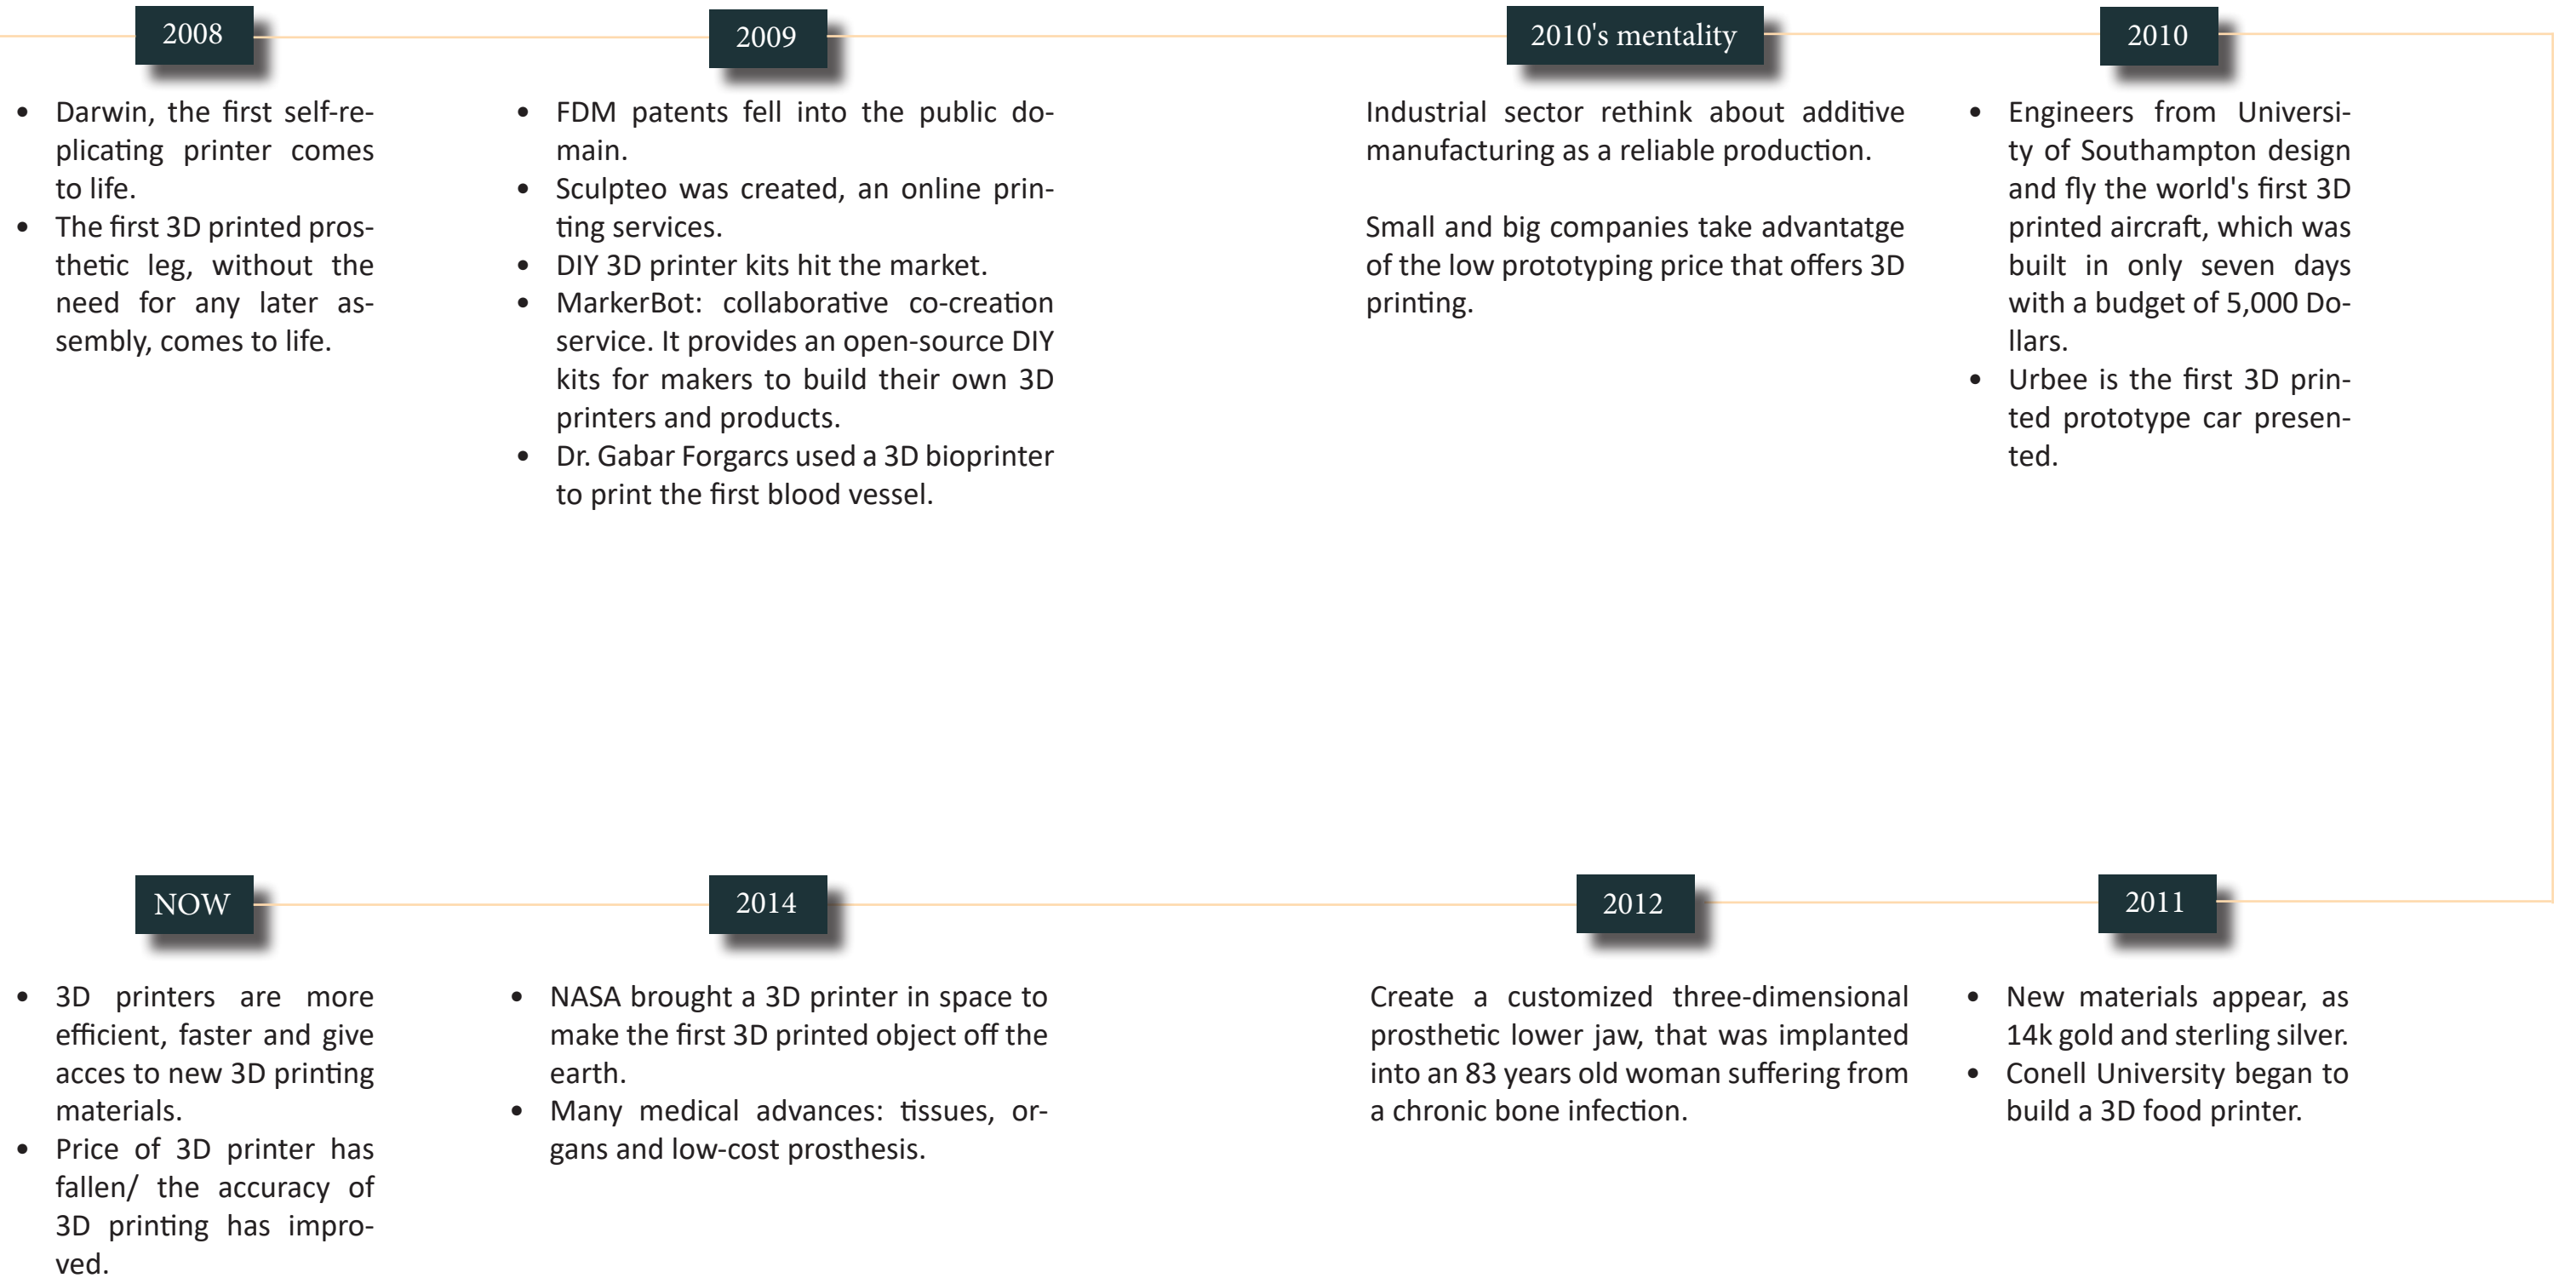 2008
• Darwin, the first self-re-
plicating printer comes
to life.
• The first 3D printed pros-
thetic leg, without the
need for any later as-
sembly, comes to life.
2009
• FDM patents fell into the public do-
main.
• Sculpteo was created, an online prin-
ting services.
• DIY 3D printer kits hit the market.
• MarkerBot: collaborative co-creation
service. It provides an open-source DIY
kits for makers to build their own 3D
printers and products.
• Dr. Gabar Forgarcs used a 3D bioprinter
to print the first blood vessel.
2010's mentality
Industrial sector rethink about additive
manufacturing as a reliable production.
Small and big companies take advantatge
of the low prototyping price that offers 3D
printing.
2010
• Engineers from Universi-
ty of Southampton design
and fly the world's first 3D
printed aircraft, which was
built in only seven days
with a budget of 5,000 Do-
llars.
• Urbee is the first 3D prin-
ted prototype car presen-
ted.
2011
• New materials appear, as
14k gold and sterling silver.
• Conell University began to
build a 3D food printer.
2012
Create a customized three-dimensional
prosthetic lower jaw, that was implanted
into an 83 years old woman suffering from
a chronic bone infection.
2014
• NASA brought a 3D printer in space to
make the first 3D printed object off the
earth.
• Many medical advances: tissues, or-
gans and low-cost prosthesis.
NOW
• 3D printers are more
efficient, faster and give
acces to new 3D printing
materials.
• Price of 3D printer has
fallen/ the accuracy of
3D printing has impro-
ved.